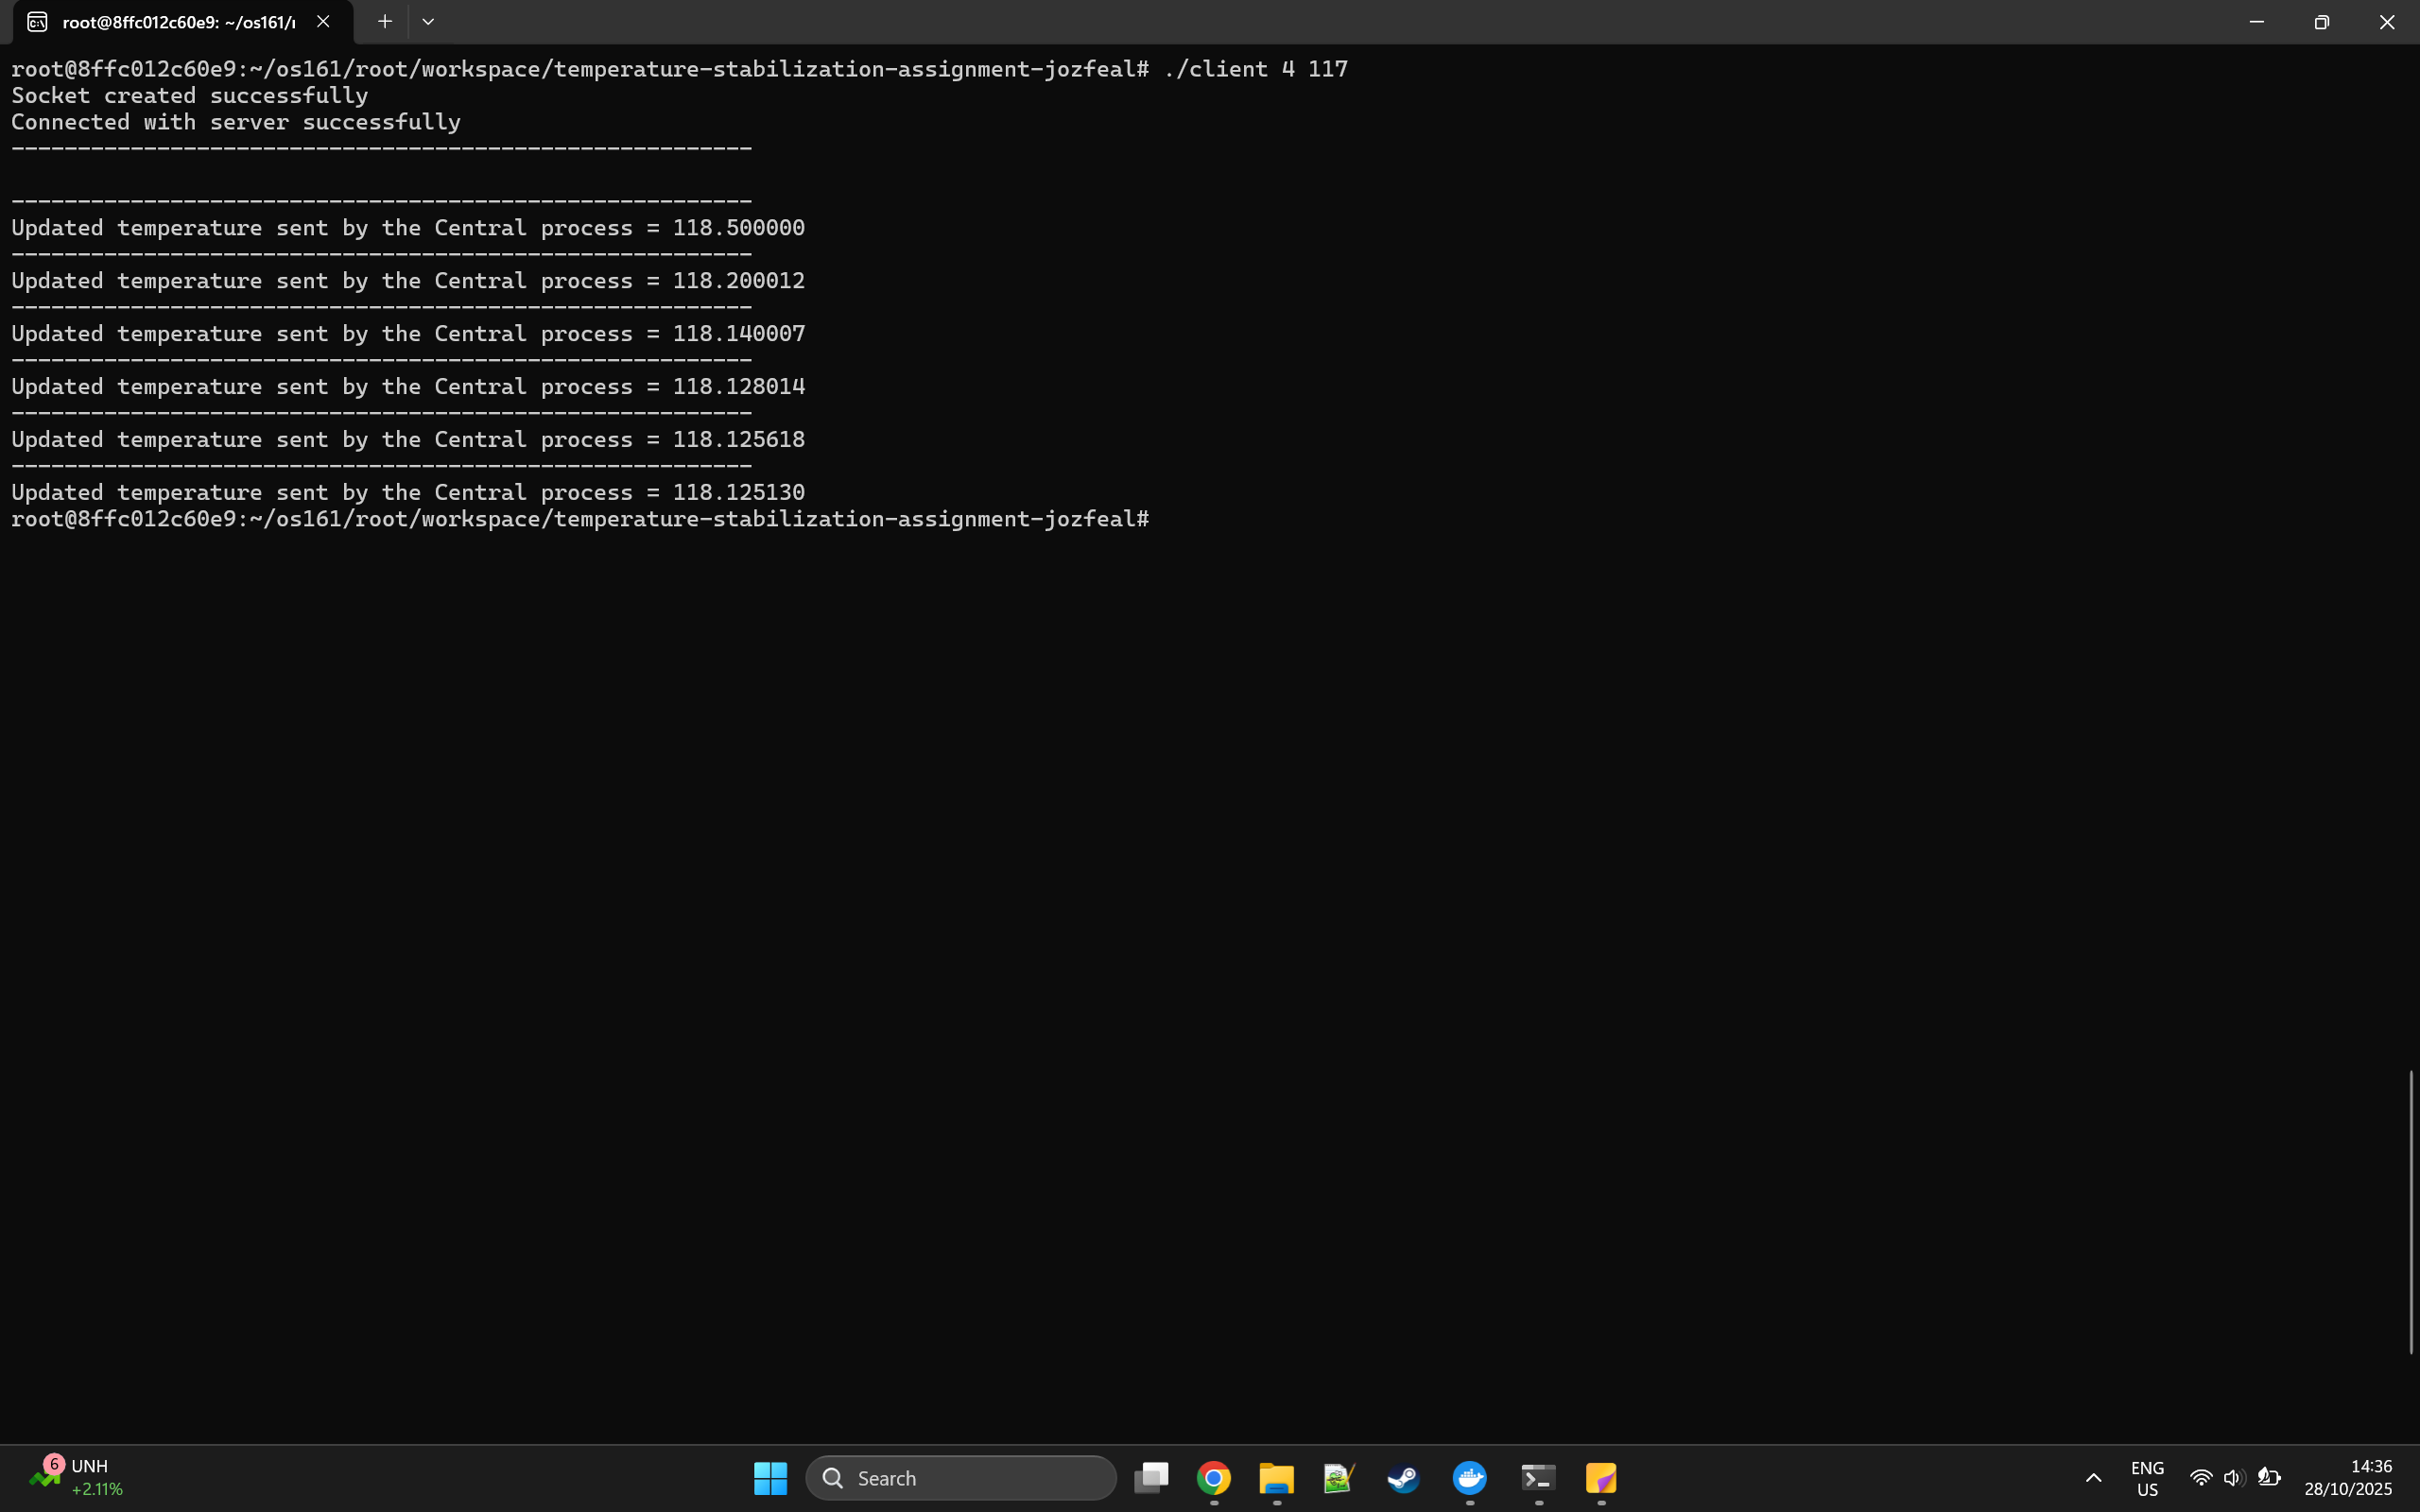 root@8ffc012c60e9: ~/os161/r
root@8ffc012c60e9:~/os161/root/workspace/temperature-stabilization-assignment-jozfeal# ./client 4 117
Socket created successfully
Connected with server successfully
--------------------------------------------------------
--------------------------------------------------------
Updated temperature sent by the Central process = 118.500000
--------------------------------------------------------
Updated temperature sent by the Central process = 118.200012
--------------------------------------------------------
Updated temperature sent by the Central process = 118.140007
--------------------------------------------------------
Updated temperature sent by the Central process = 118.128014
--------------------------------------------------------
Updated temperature sent by the Central process = 118.125618
--------------------------------------------------------
Updated temperature sent by the Central process = 118.125130
root@8ffc012c60e9:~/os161/root/workspace/temperature-stabilization-assignment-jozfeal#
6
UNH
+2.11%
Search
ENG
US
14:36
28/10/2025